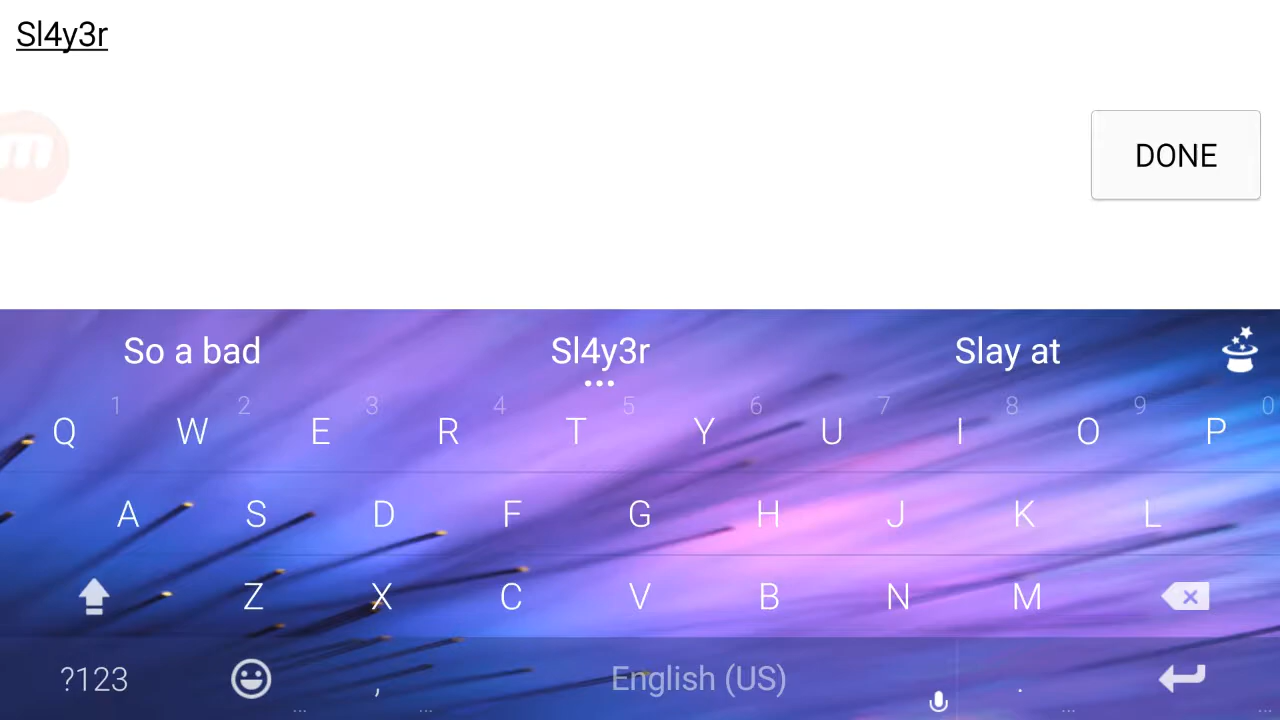 Sl4y3r
m
DONE
So a bad Sl4y3r Slay at
1 2 3 4 5 6 7 8 9 0
Q W E R T Y U I O P
A S D F G H J K L
Z X C V B N M
?123 , English (US) .